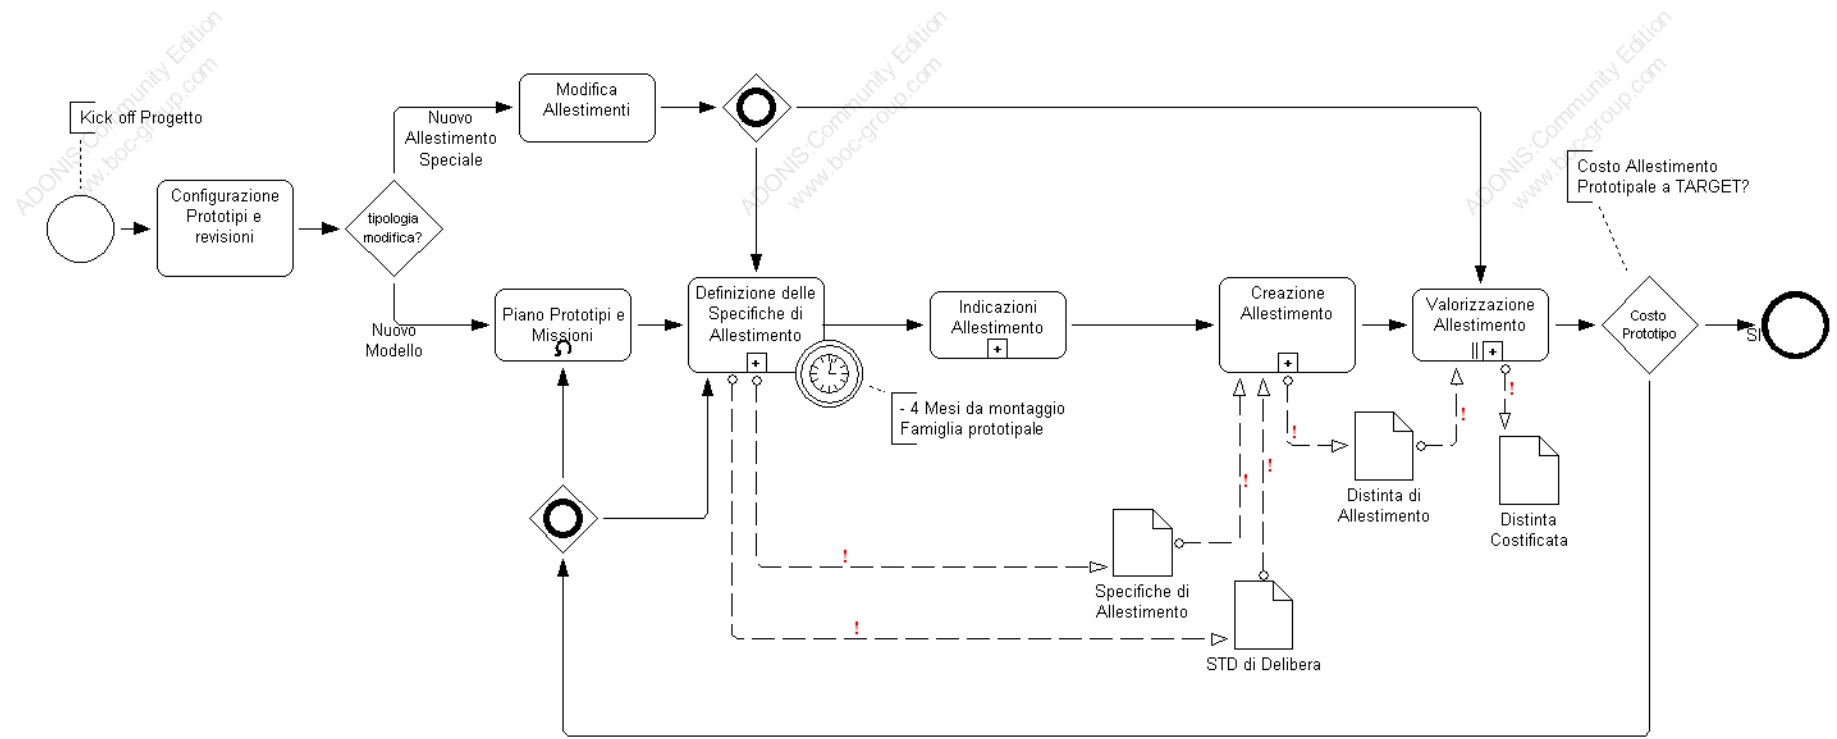 ADONIS:Community Edition
www.boc-group.com
ADONIS:Community Edition
www.boc-group.com
ADONIS:Community Edition
www.boc-group.com
Kick off Progetto
Configurazione
Prototipi e
revisioni
tipologia
modifica?
Nuovo
Allestimento
Speciale
Modifica
Allestimenti
Nuovo
Modello
Piano Prototipi e
Missioni
Definizione delle
Specifiche di
Allestimento
- 4 Mesi da montaggio
Famiglia prototipale
Indicazioni
Allestimento
Creazione
Allestimento
Valorizzazione
Allestimento
Costo Allestimento
Prototipale a TARGET?
Costo
Prototipo
SI
!
!
!
!
!
!
!
Specifiche di
Allestimento
STD di Delibera
Distinta di
Allestimento
Distinta
Costificata